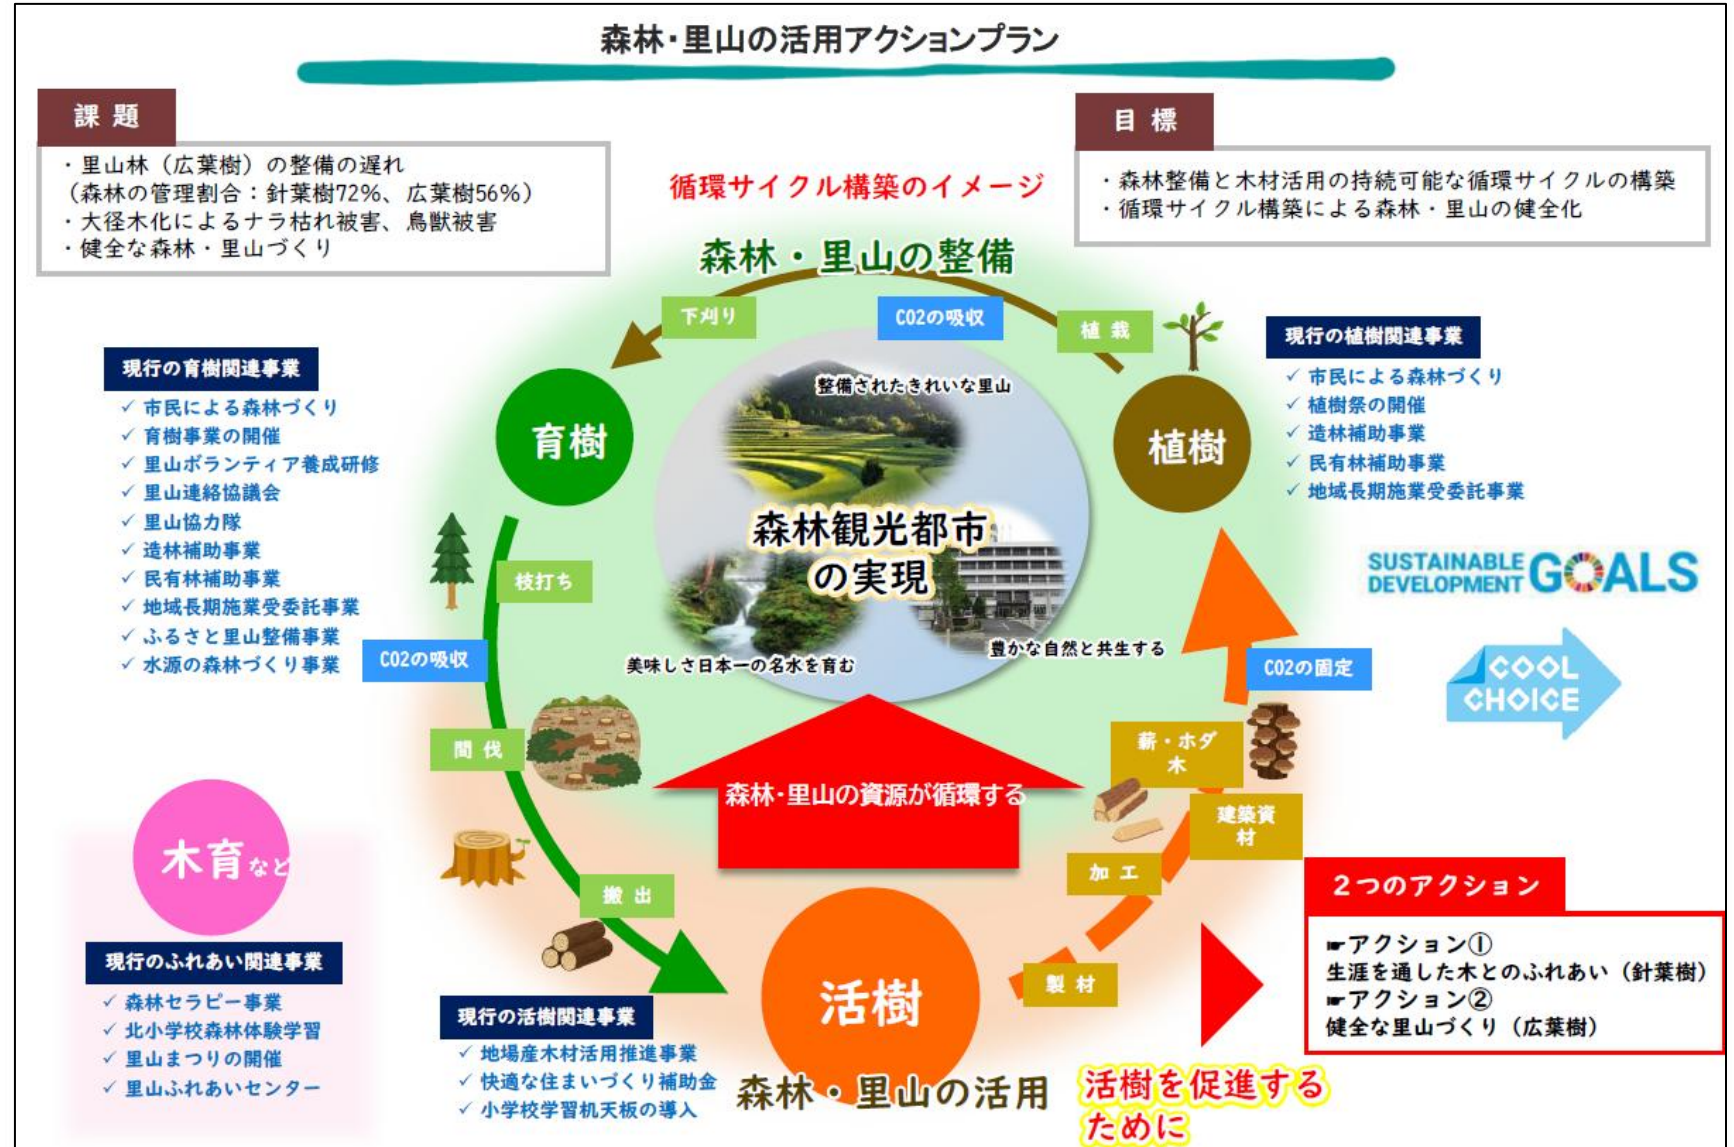 森林・里山の活用アクションプラン
課題
・里山林（広葉樹）の整備の遅れ
（森林の管理割合：針葉樹72%、広葉樹56%）
・大径木化によるナラ枯れ被害、鳥獣被害
・健全な森林・里山づくり
目標
・森林整備と木材活用の持続可能な循環サイクルの構築
・循環サイクル構築による森林・里山の健全化
循環サイクル構築のイメージ
森林・里山の整備
下刈り
CO2の吸収
植栽
現行の育樹関連事業
✓ 市民による森林づくり
✓ 育樹事業の開催
✓ 里山ボランティア養成研修
✓ 里山連絡協議会
✓ 里山協力隊
✓ 造林補助事業
✓ 民有林補助事業
✓ 地域長期施業受委託事業
✓ ふるさと里山整備事業
✓ 水源の森林づくり事業
育樹
整備されたきれいな里山
植樹
現行の植樹関連事業
✓ 市民による森林づくり
✓ 植樹祭の開催
✓ 造林補助事業
✓ 民有林補助事業
✓ 地域長期施業受委託事業
森林観光都市
の実現
枝打ち
CO2の吸収
美味しさ日本一の名水を育む
豊かな自然と共生する
CO2の固定
SUSTAINABLE
DEVELOPMENT GOALS
COOL
CHOICE
間伐
森林・里山の資源が循環する
薪・ホダ
木
建築資
材
加工
搬出
製材
活樹
木育など
現行のふれあい関連事業
✓ 森林セラピー事業
✓ 北小学校森林体験学習
✓ 里山まつりの開催
✓ 里山ふれあいセンター
現行の活樹関連事業
✓ 地場産木材活用推進事業
✓ 快適な住まいづくり補助金
✓ 小学校学習机天板の導入
森林・里山の活用
活樹を促進する
ために
２つのアクション
☛アクション①
生涯を通した木とのふれあい（針葉樹）
☛アクション②
健全な里山づくり（広葉樹）